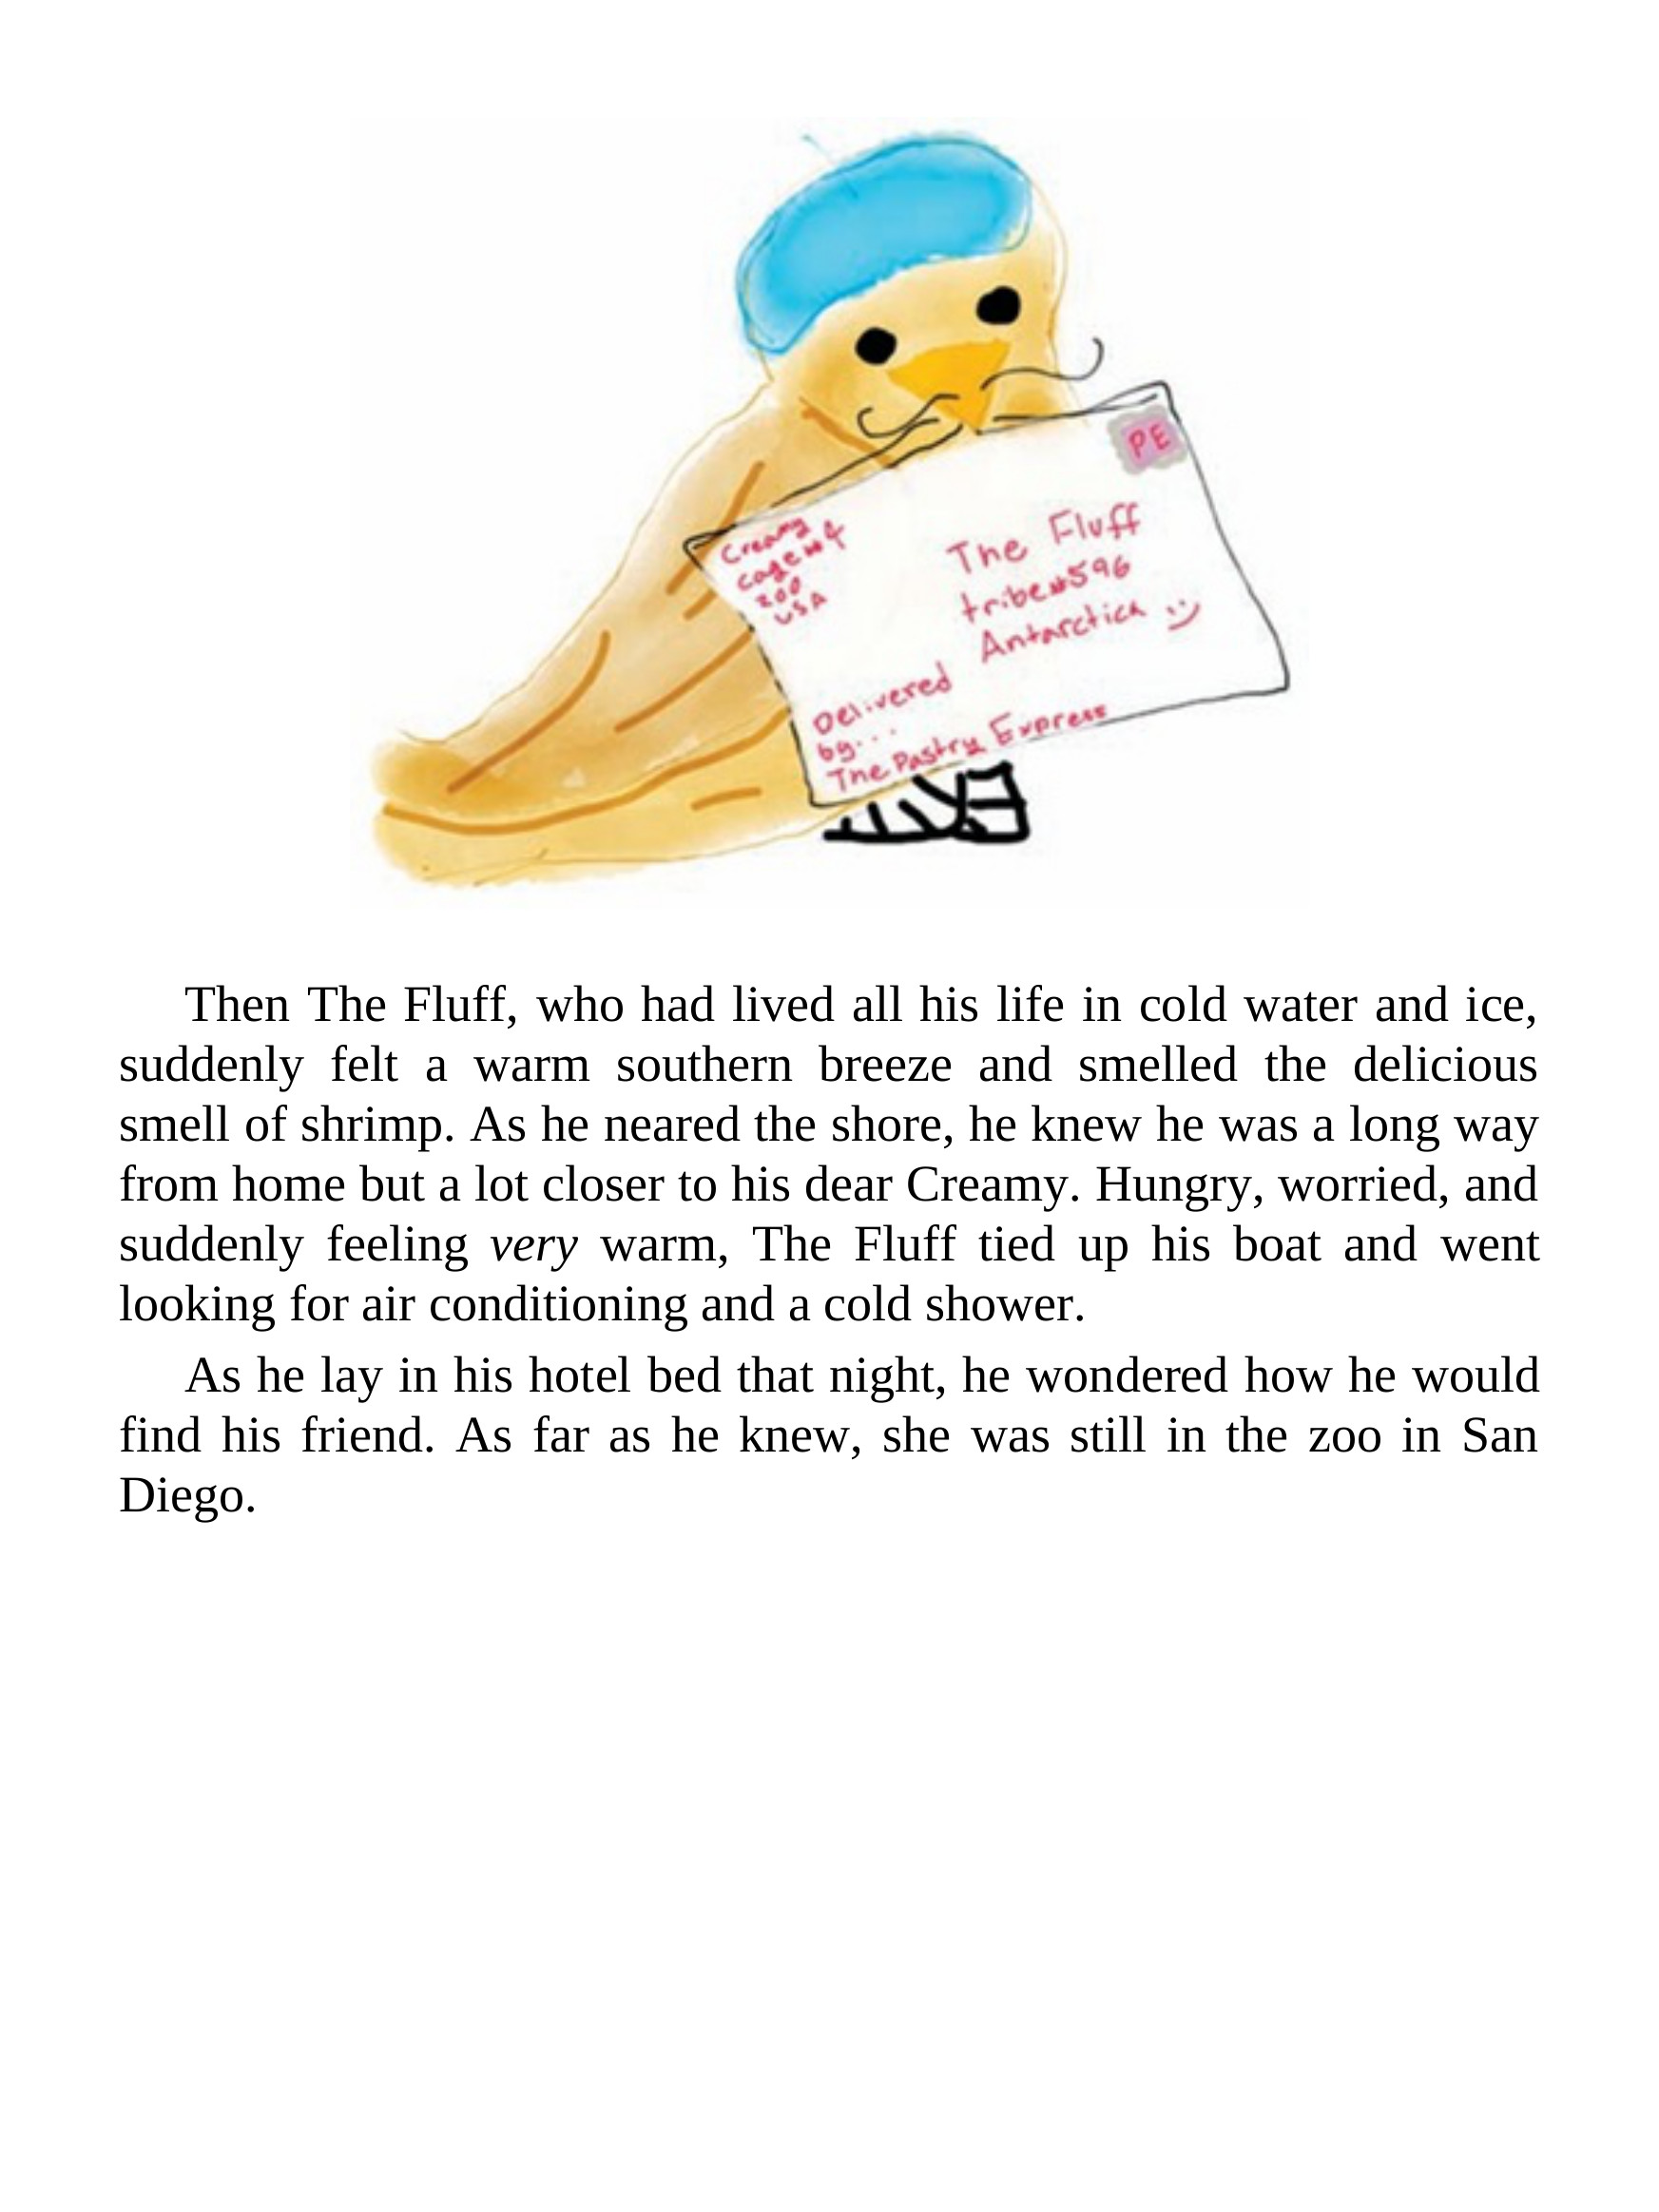 PE
Creamy
cage #4
zoo
USA
The Fluff
tribe #596
Antarctica :)
Delivered
by...
The Pastry Express
Then The Fluff, who had lived all his life in cold water and ice,
suddenly felt a warm southern breeze and smelled the delicious
smell of shrimp. As he neared the shore, he knew he was a long way
from home but a lot closer to his dear Creamy. Hungry, worried, and
suddenly feeling very warm, The Fluff tied up his boat and went
looking for air conditioning and a cold shower.
As he lay in his hotel bed that night, he wondered how he would
find his friend. As far as he knew, she was still in the zoo in San
Diego.